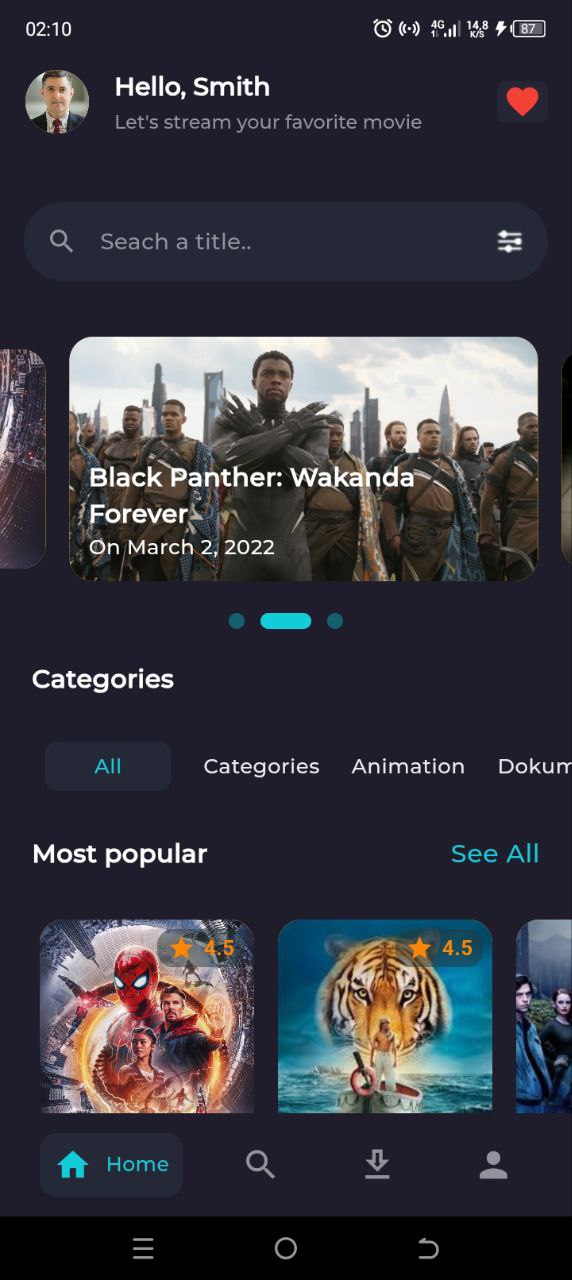 02:10
4G
14,8
K/S
87
Hello, Smith
Let's stream your favorite movie
Seach a title..
Black Panther: Wakanda
Forever
On March 2, 2022
Categories
All Categories Animation Dokum
Most popular See All
4.5 4.5
Home